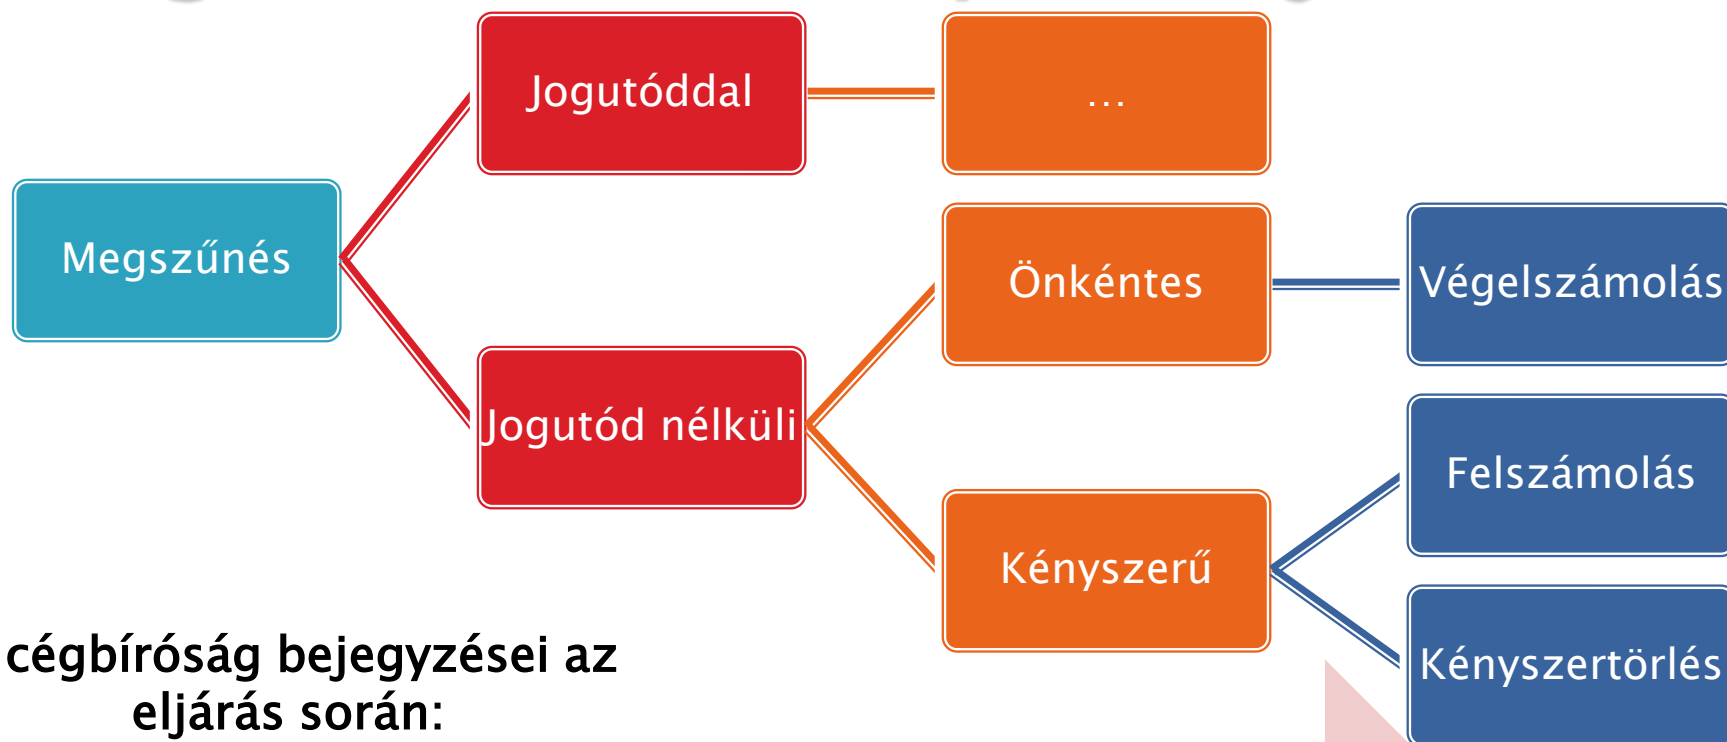 Jogutóddal
...
Megszűnés
Önkéntes
Végelszámolás
Jogutód nélküli
Felszámolás
Kényszerű
Kényszertörlés
cégbíróság bejegyzései az
eljárás során: